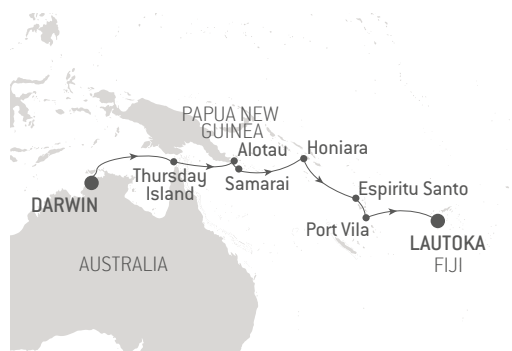 PAPUA NEW
GUINEA
Alotau
Honiara
Thursday
Island
Samarai
Espiritu Santo
DARWIN
Port Vila
LAUTOKA
FIJI
AUSTRALIA